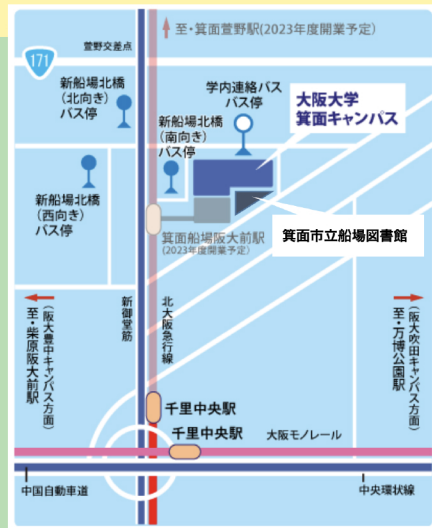 至・箕面萱野駅(2023年度開業予定)
萱野交差点
171
新船場北橋
(北向き)
バス停
学内連絡バス
バス停
大阪大学
箕面キャンパス
新船場北橋
(南向き)
バス停
新船場北橋
(西向き)
バス停
箕面市立船場図書館
箕面船場阪大前駅
(2023年度開業予定)
(阪大豊中キャンパス方面)
至・柴原阪大前駅
新御堂筋
北大阪急行線
(阪大吹田キャンパス方面)
至・万博公園駅
千里中央駅
千里中央駅
大阪モノレール
中国自動車道
中央環状線